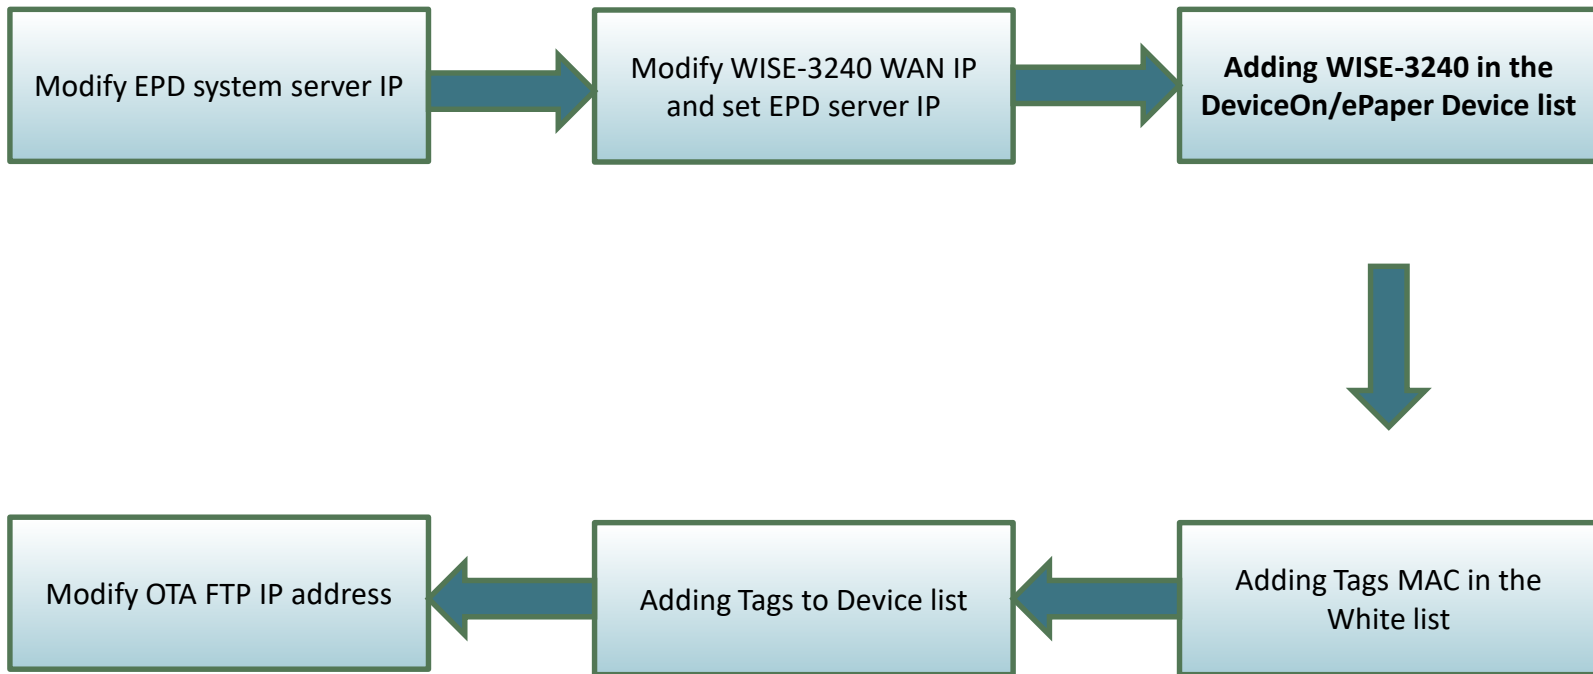 Modify EPD system server IP
Modify WISE-3240 WAN IP
and set EPD server IP
Adding WISE-3240 in the
DeviceOn/ePaper Device list
Adding Tags MAC in the
White list
Adding Tags to Device list
Modify OTA FTP IP address